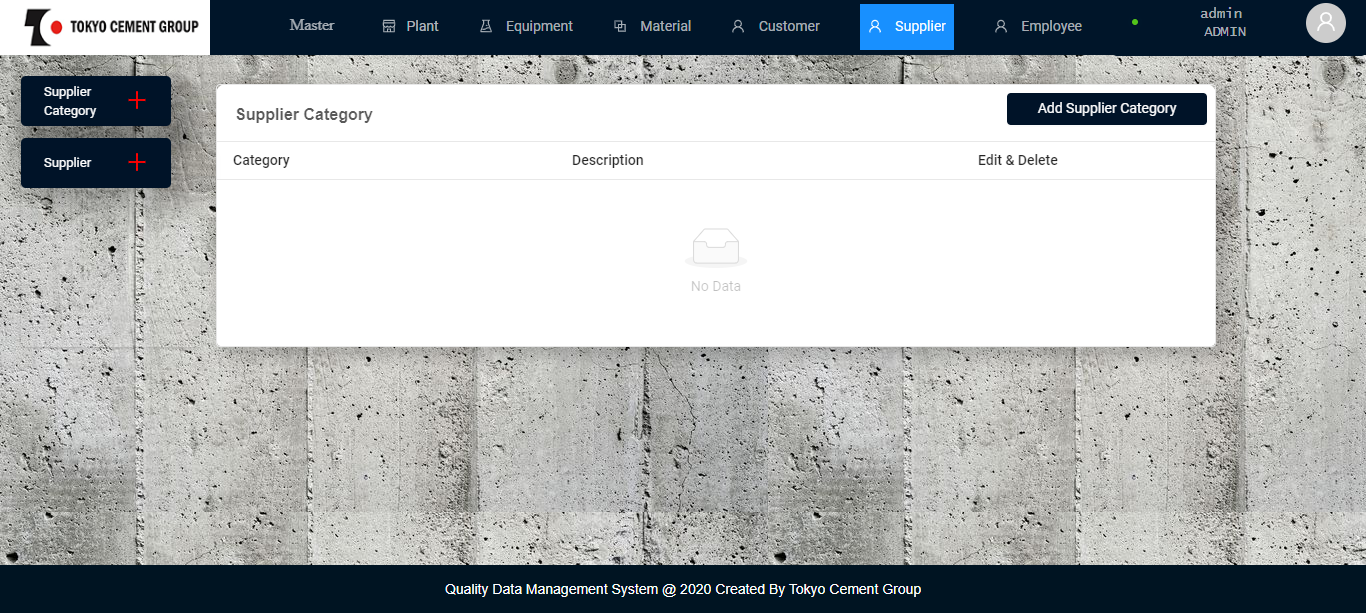 TOKYO CEMENT GROUP
Master
Plant
Equipment
Material
Customer
Supplier
Employee
admin
ADMIN
Supplier
Category
Supplier
Supplier Category
Add Supplier Category
Category Description Edit & Delete
No Data
Quality Data Management System @ 2020 Created By Tokyo Cement Group